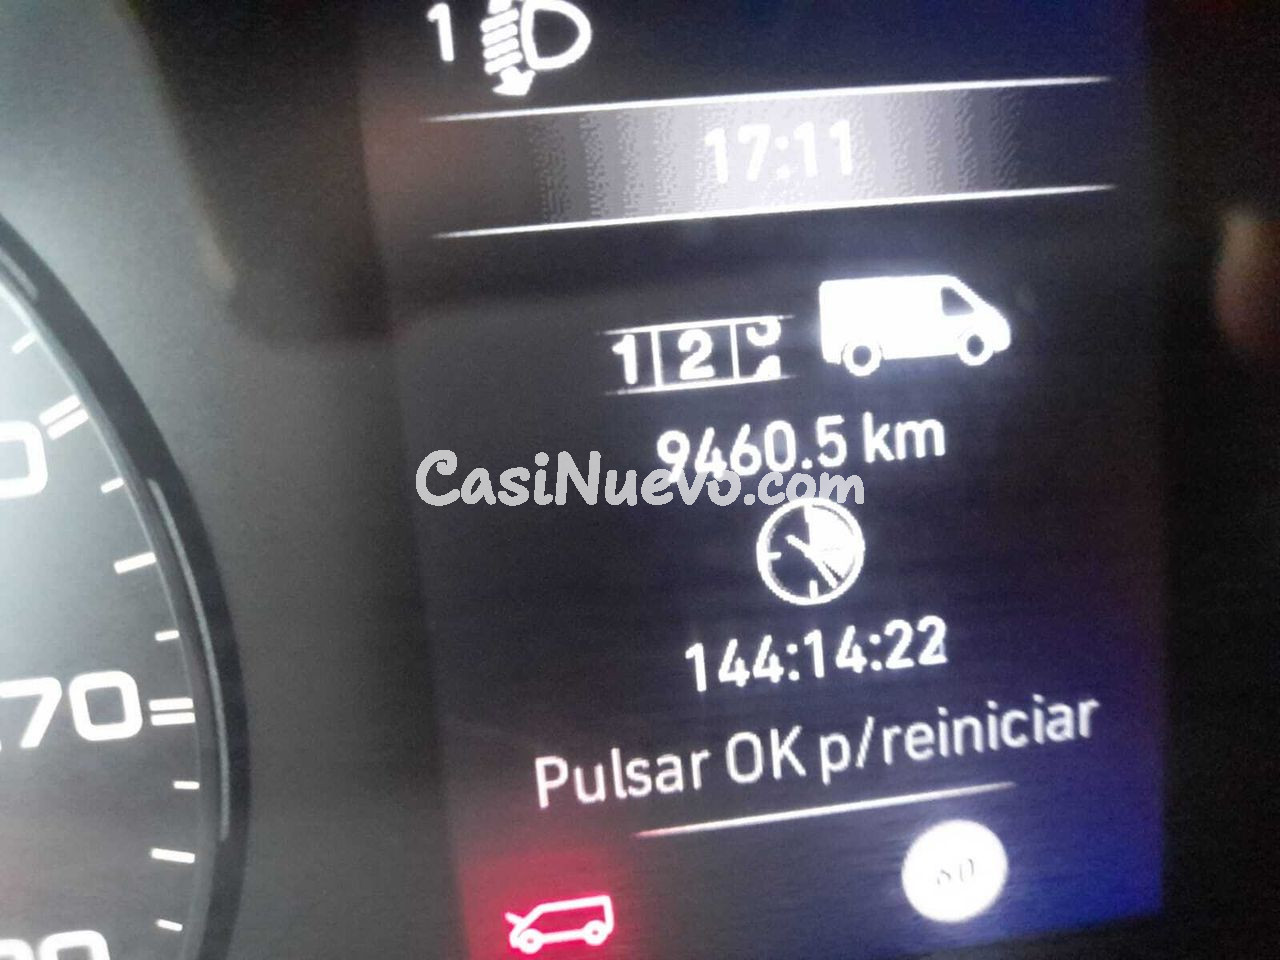 1
17:11
1 2
9460.5 km
CasiNuevo.com
144:14:22
70
Pulsar OK p/reiniciar